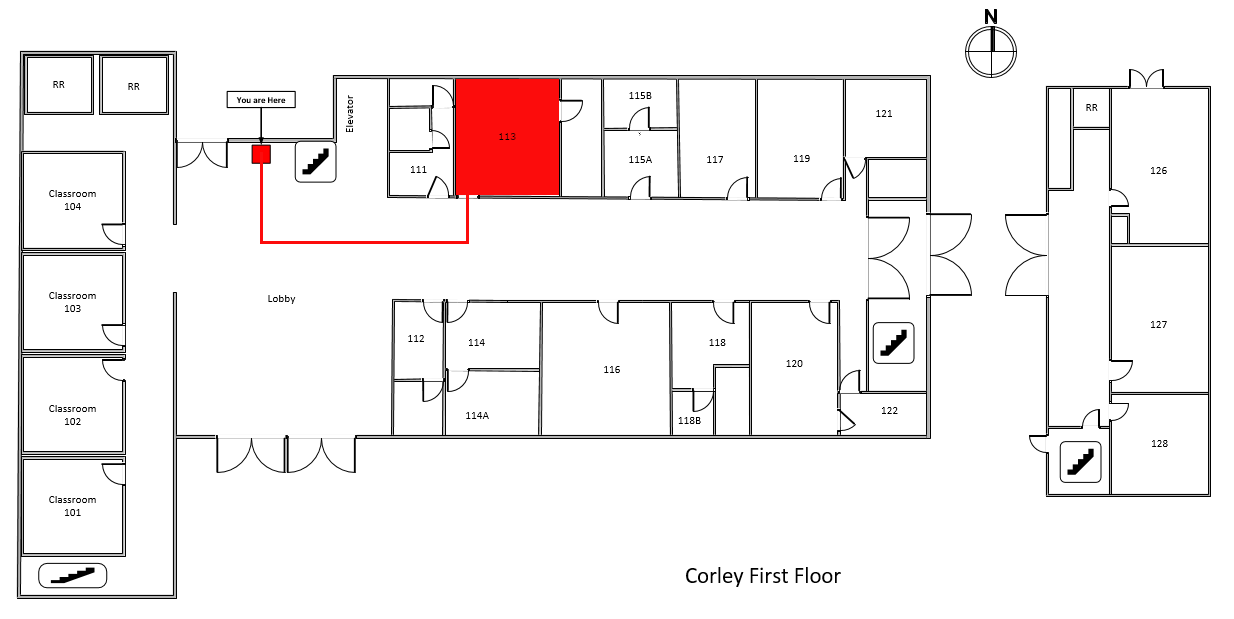 N
RR
RR
You are Here
Elevator
115B
121
RR
113
115A
117
119
111
126
Classroom
104
Classroom
103
Lobby
112
114
116
118
120
127
Classroom
102
114A
118B
122
128
Classroom
101
Corley First Floor